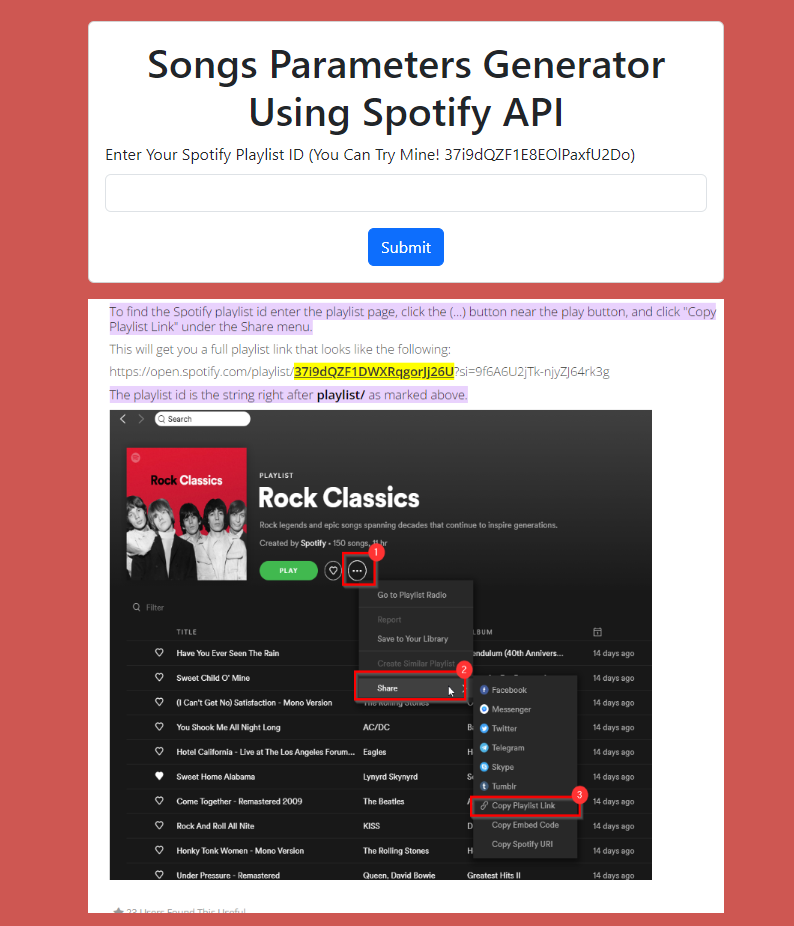 Songs Parameters Generator
Using Spotify API
Enter Your Spotify Playlist ID (You Can Try Mine! 37i9dQZF1E8EOlPaxfU2Do)
Submit
To find the Spotify playlist id enter the playlist page, click the (...) button near the play button, and click "Copy
Playlist Link" under the Share menu.
This will get you a full playlist link that looks like the following:
https://open.spotify.com/playlist/37i9dQZF1DWXRqgorJj26U?si=9f6A6U2jTk-njyZJ64rk3g
The playlist id is the string right after playlist/ as marked above.
Search
Rock Classics
PLAYLIST
Rock Classics
Rock legends and epic songs spanning decades that continue to inspire generations.
Created by Spotify • 150 songs, 11 hr
1
PLAY
Go to Playlist Radio
Filter
Report
TITLE
LBUM
Save to Your Library
Have You Ever Seen The Rain
endulum (40th Annivers...
14 days ago
Create Similar Playlist
2
Sweet Child O' Mine
14 days ago
Share
Facebook
(I Can't Get No) Satisfaction - Mono Version
The Rolling Stones
14 days ago
Messenger
You Shook Me All Night Long
AC/DC
Twitter
14 days ago
Telegram
Hotel California - Live at The Los Angeles Forum...
Eagles
14 days ago
Skype
Sweet Home Alabama
Lynyrd Skynyrd
14 days ago
Tumblr
3
Come Together - Remastered 2009
The Beatles
Copy Playlist Link
14 days ago
Rock And Roll All Nite
KISS
Copy Embed Code
14 days ago
Copy Spotify URI
Honky Tonk Women - Mono Version
The Rolling Stones
14 days ago
Under Pressure - Remastered
Queen, David Bowie
Greatest Hits II
14 days ago
23 Users Found This Useful